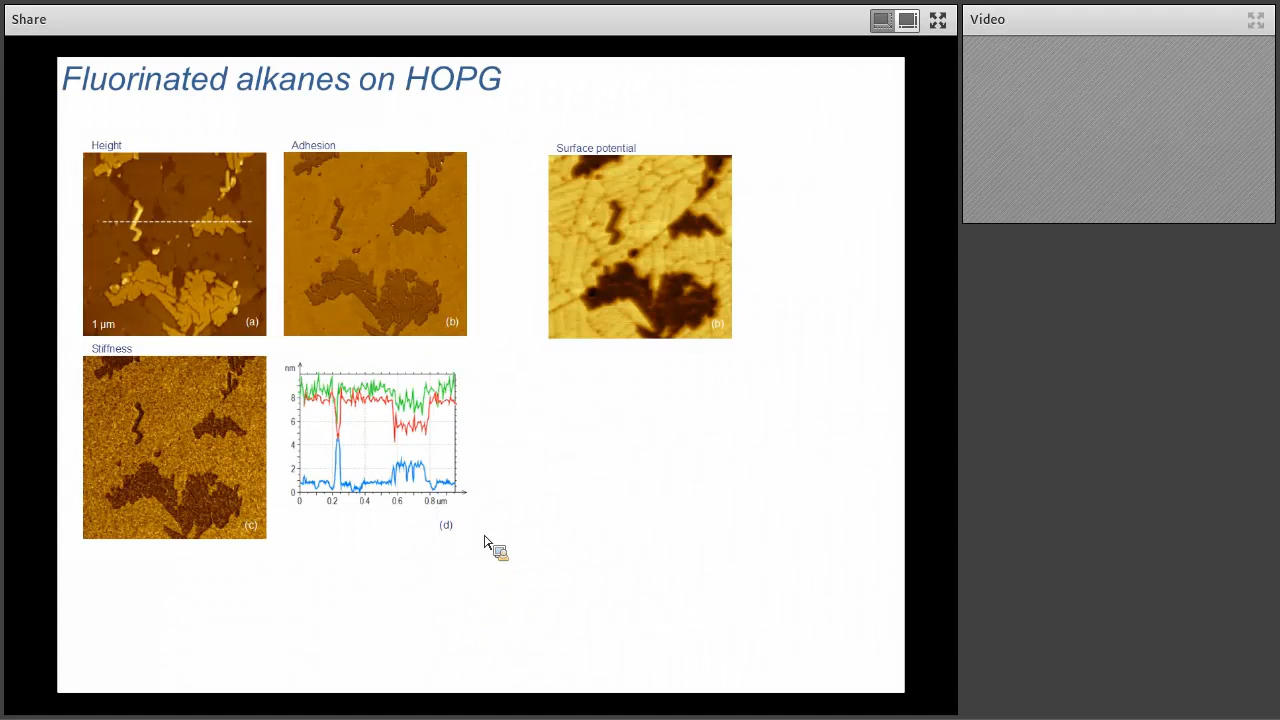 Share
Video
Fluorinated alkanes on HOPG
Height
Adhesion
Surface potential
1 µm
(a)
(b)
(b)
Stiffness
(c)
nm
8
6
4
2
0
0 0.2 0.4 0.6 0.8 um
(d)